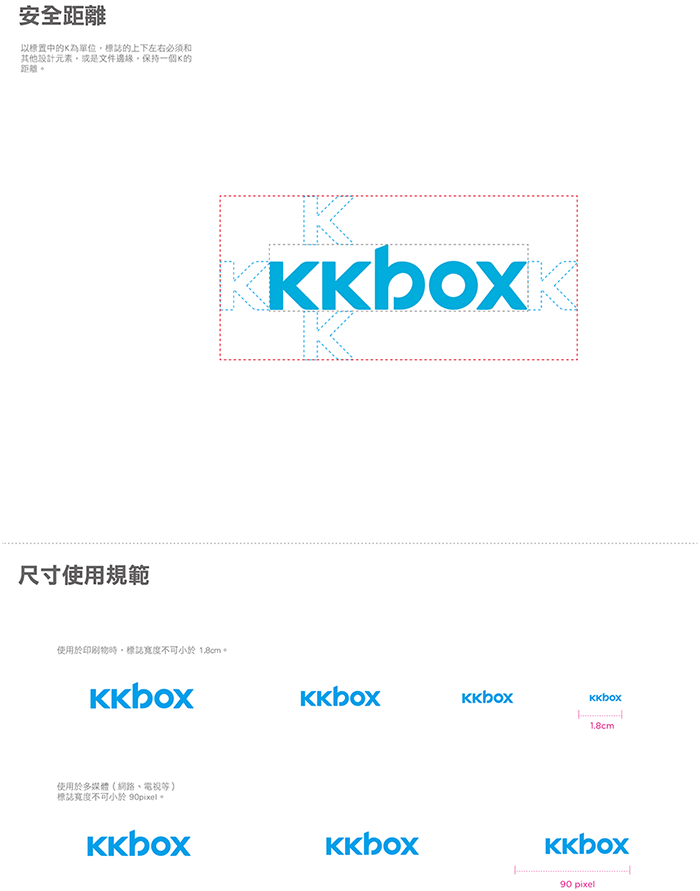 安全距離
以標置中的K為單位，標誌的上下左右必須和
其他設計元素，或是文件邊緣，保持一個K的
距離。
K
K kkbox K
K
尺寸使用規範
使用於印刷物時，標誌寬度不可小於 1.8cm。
kkbox kkbox kkbox kkbox
1.8cm
使用於多媒體（網路、電視等）
標誌寬度不可小於 90pixel。
kkbox kkbox kkbox
90 pixel